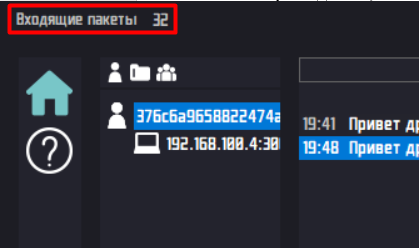 Входящие пакеты 32
376c6a9658822474a
192.168.100.4:30
19:41 Привет др
19:48 Привет др